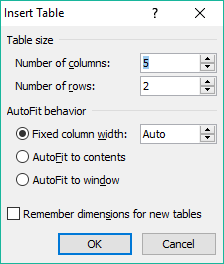 Insert Table
?
Table size
Number of columns: 5
Number of rows: 2
AutoFit behavior
Fixed column width: Auto
AutoFit to contents
AutoFit to window
Remember dimensions for new tables
OK Cancel